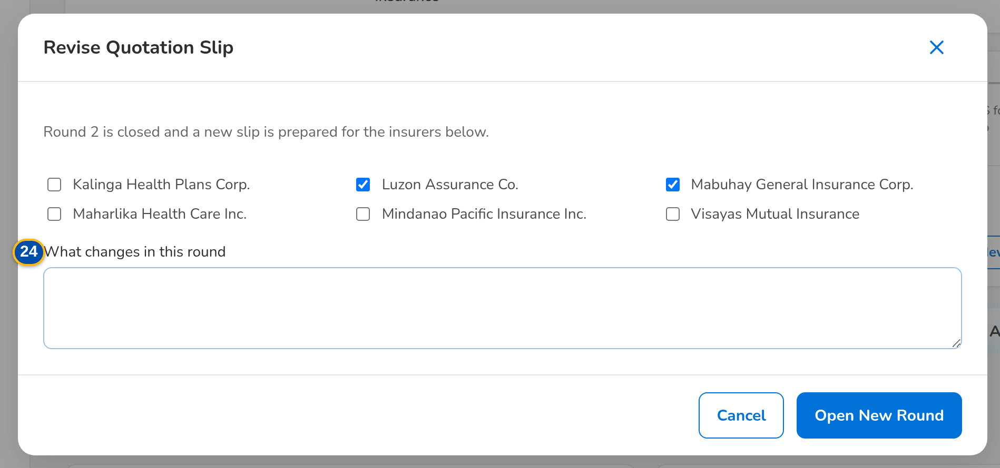 Revise Quotation Slip
Round 2 is closed and a new slip is prepared for the insurers below.
Kalinga Health Plans Corp.
Luzon Assurance Co.
Mabuhay General Insurance Corp.
Maharlika Health Care Inc.
Mindanao Pacific Insurance Inc.
Visayas Mutual Insurance
24
What changes in this round
Cancel
Open New Round